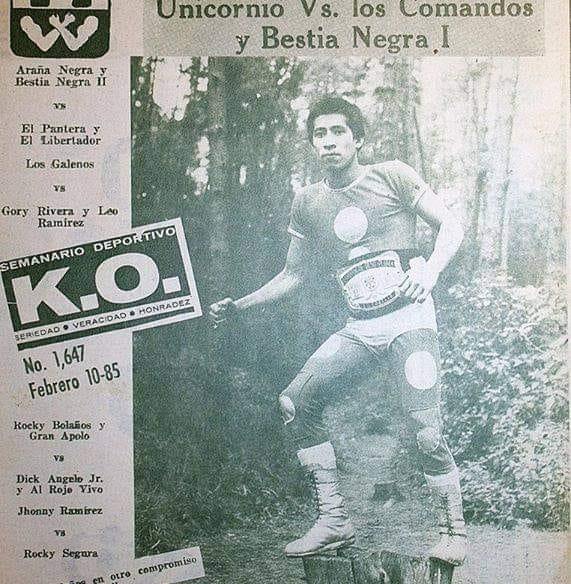 Unicornio Vs. los Comandos
y Bestia Negra I
Araña Negra y
Bestia Negra II
vs
El Pantera y
El Libertador
Los Galenos
vs
Gory Rivera y Leo
Ramírez
SEMANARIO DEPORTIVO
K.O.
SERIEDAD • VERACIDAD • HONRADEZ
No. 1,647
Febrero 10-85
Rocky Bolaños y
Gran Apolo
vs
Dick Angelo Jr.
y Al Rojo Vivo
Jhonny Ramírez
vs
Rocky Segura
en otro compromiso